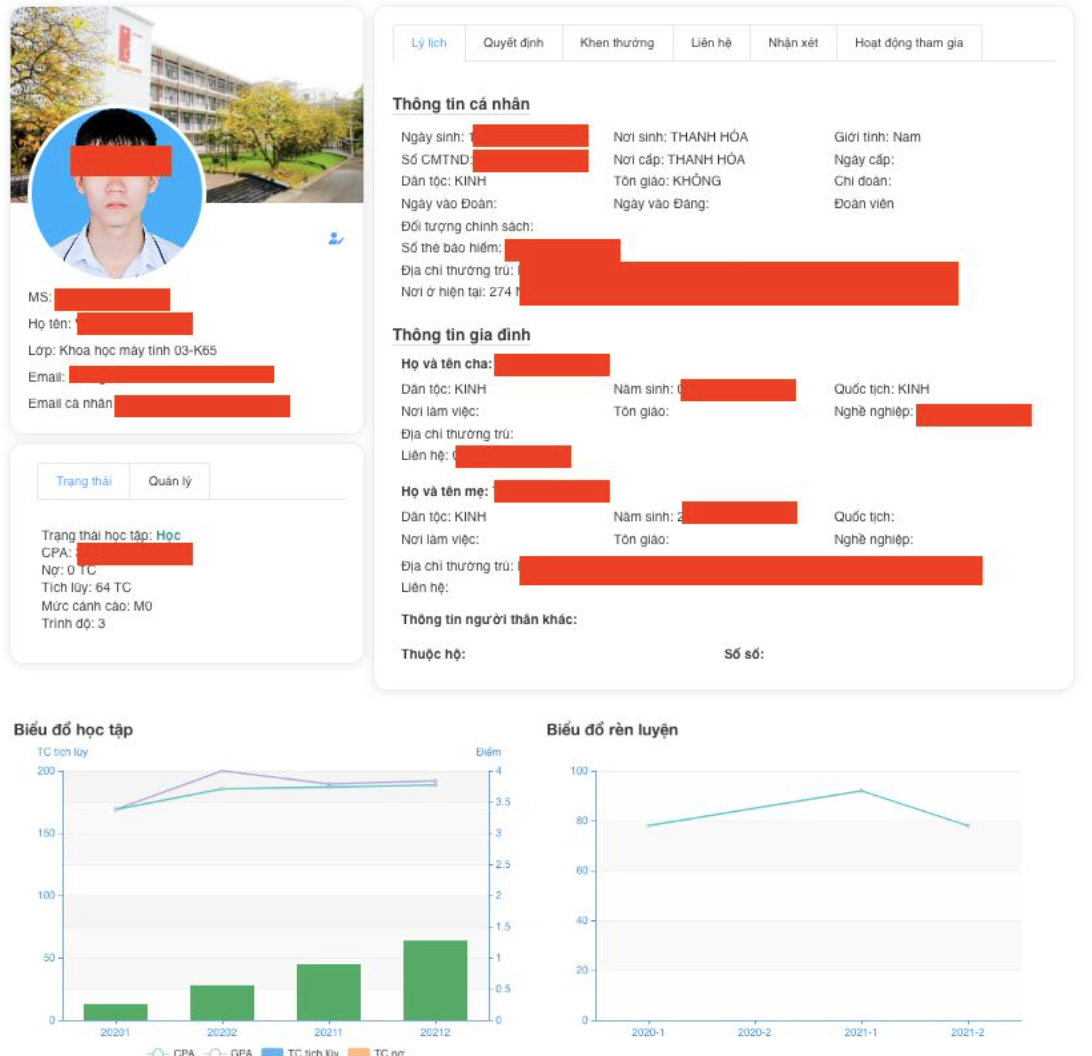 Lý lịch
Quyết định
Khen thưởng
Liên hệ
Nhận xét
Hoạt động tham gia
Thông tin cá nhân
Ngày sinh: Nơi sinh: THANH HÓA Giới tính: Nam
Số CMTND: Nơi cấp: THANH HÓA Ngày cấp:
Dân tộc: KINH Tôn giáo: KHÔNG Chi đoàn:
Ngày vào Đoàn: Ngày vào Đảng: Đoàn viên
Đối tượng chính sách:
Số thẻ bảo hiểm:
Địa chỉ thường trú:
Nơi ở hiện tại: 274
MS:
Họ tên:
Lớp: Khoa học máy tính 03-K65
Email:
Email cá nhân
Thông tin gia đình
Họ và tên cha:
Dân tộc: KINH Năm sinh: Quốc tịch: KINH
Nơi làm việc: Tôn giáo: Nghề nghiệp:
Địa chỉ thường trú:
Liên hệ:
Họ và tên mẹ:
Dân tộc: KINH Năm sinh: 2 Quốc tịch:
Nơi làm việc: Tôn giáo: Nghề nghiệp:
Địa chỉ thường trú:
Liên hệ:
Thông tin người thân khác:
Thuộc hộ: Số sổ:
Trạng thái
Quản lý
Trạng thái học tập: Học
CPA:
Nợ: 0 TC
Tích lũy: 64 TC
Mức cảnh cáo: M0
Trình độ: 3
Biểu đồ học tập
TC tích lũy Điểm
200 4
3.5
150 3
2.5
100 2
1.5
50 1
0.5
0 0
20201 20202 20211 20212
CPA GPA TC tích lũy TC nợ
Biểu đồ rèn luyện
100
80
60
40
20
0
2020-1 2020-2 2021-1 2021-2